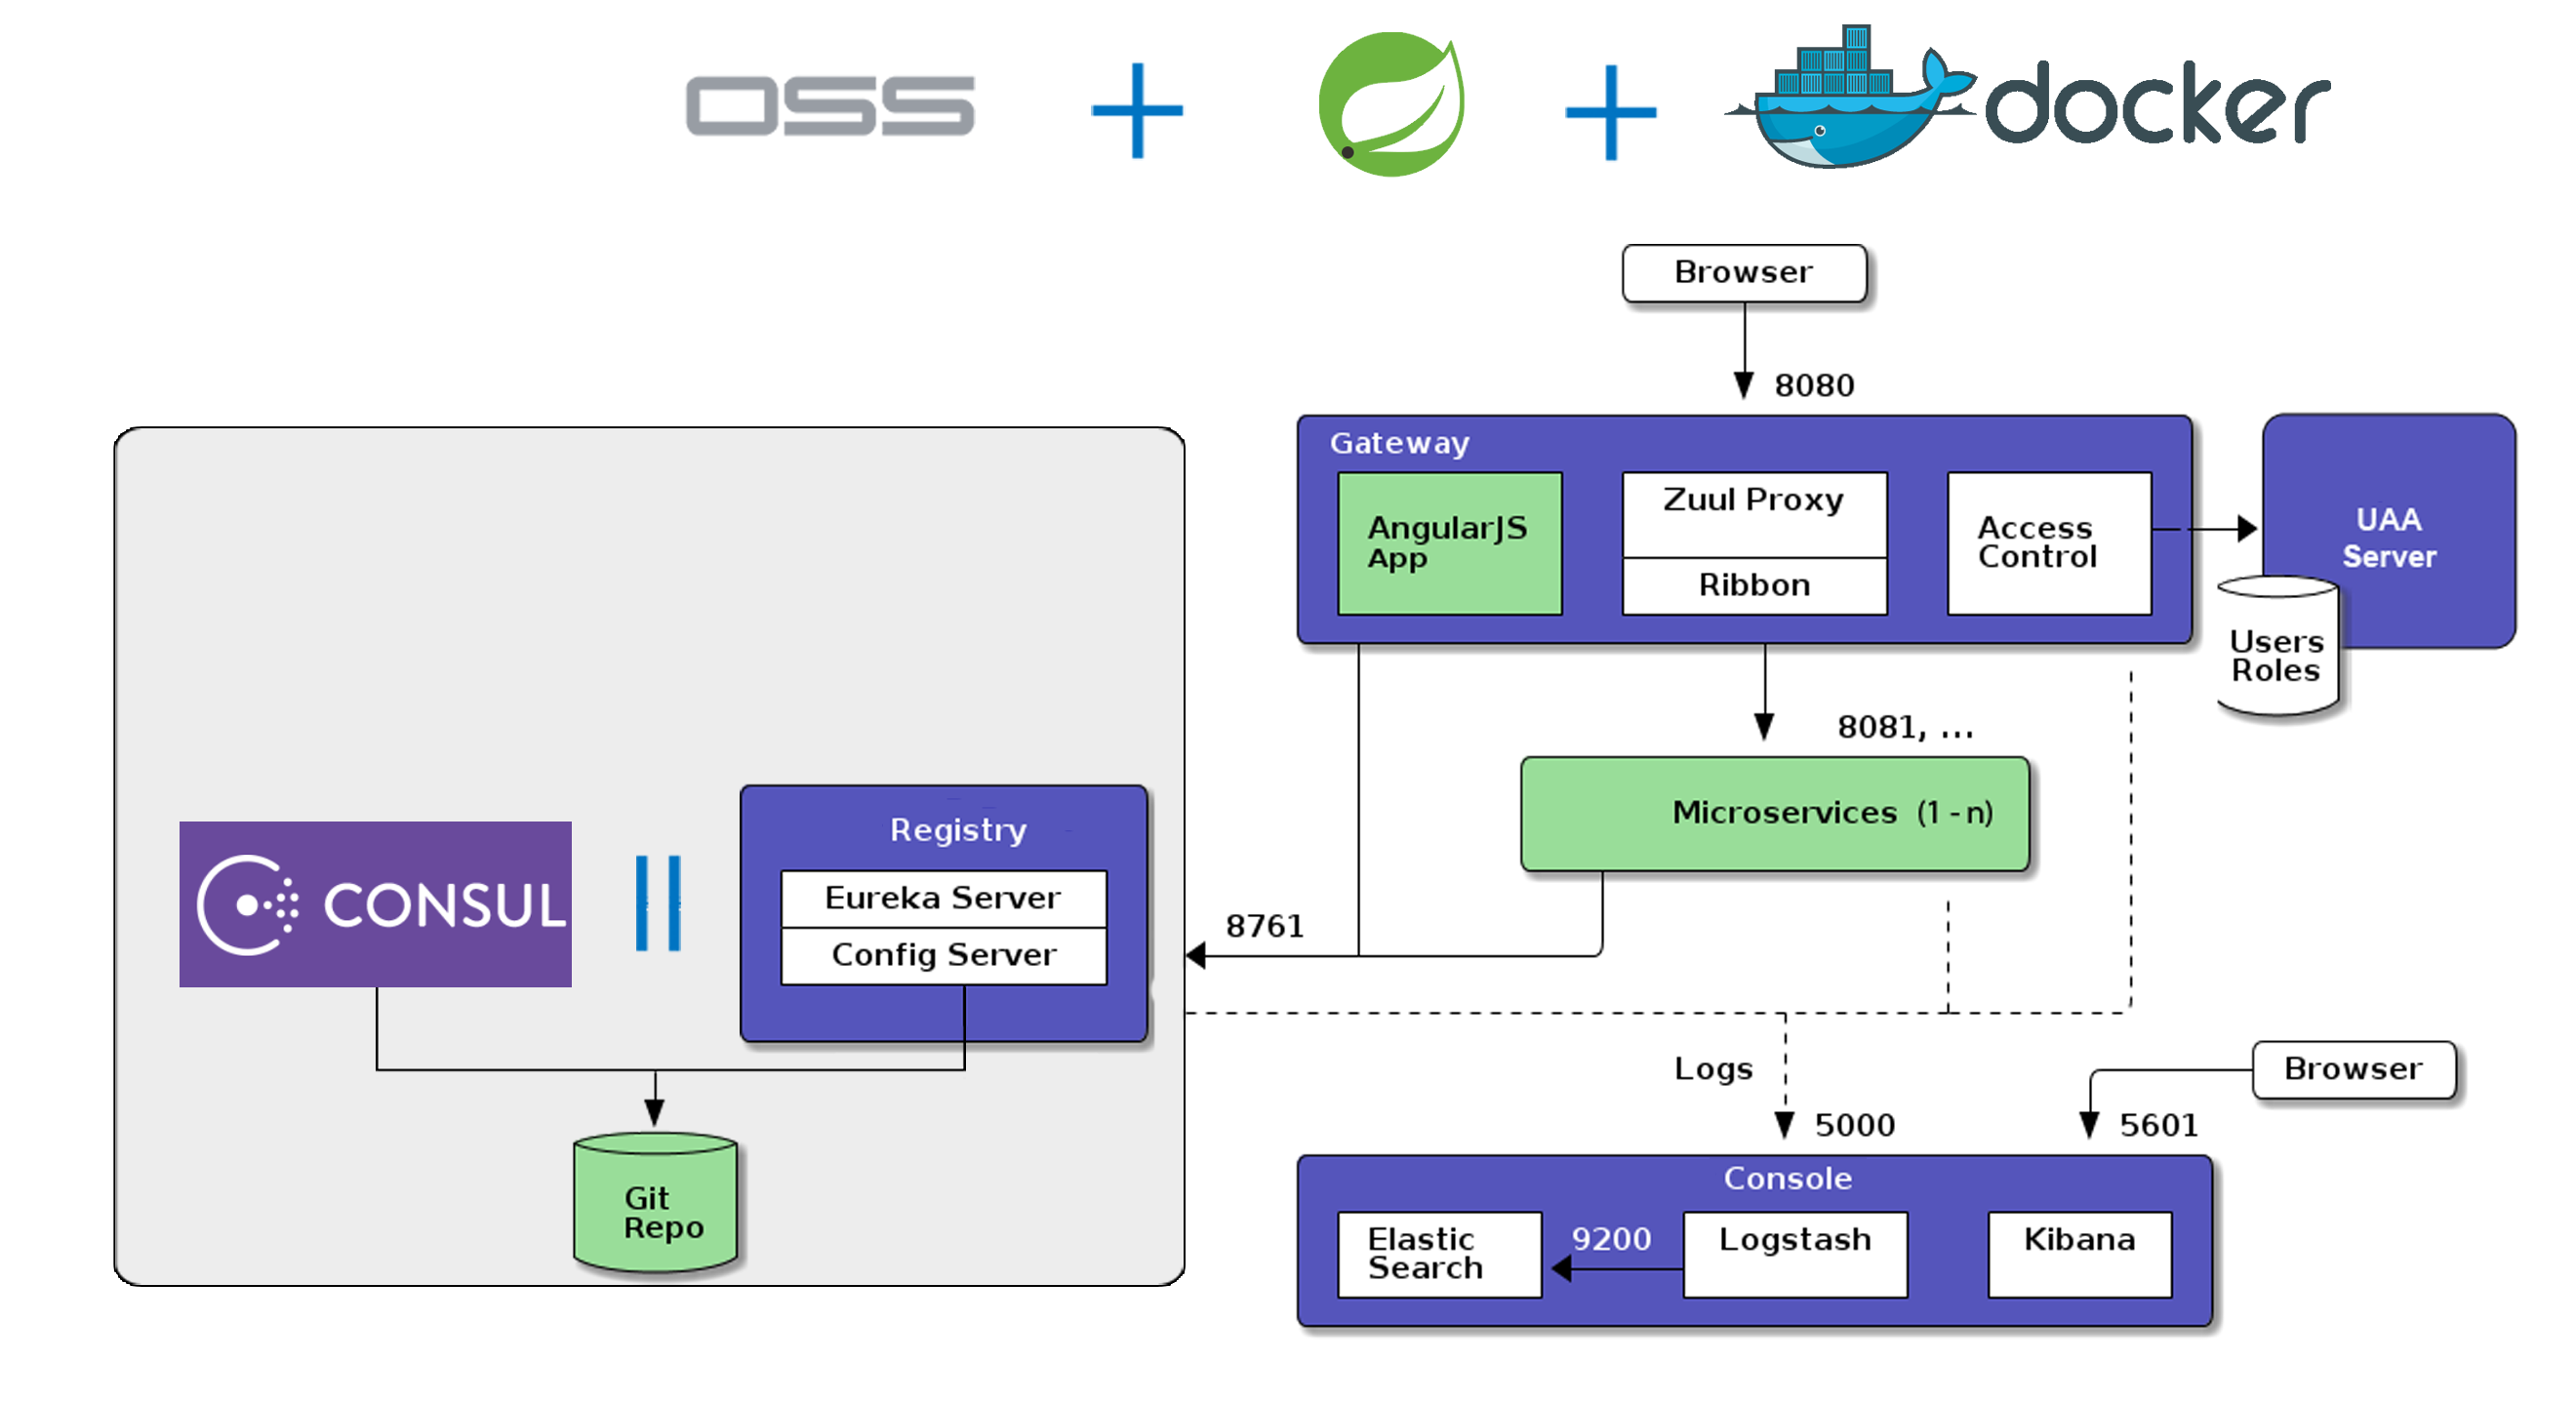 OSS
docker
Browser
8080
Gateway
AngularJS
App
Zuul Proxy
Ribbon
Access
Control
UAA
Server
Users
Roles
8081, ...
Microservices (1 - n)
CONSUL
Registry
Eureka Server
Config Server
8761
Git
Repo
Logs
5000
Browser
5601
Console
Elastic
Search
9200
Logstash
Kibana